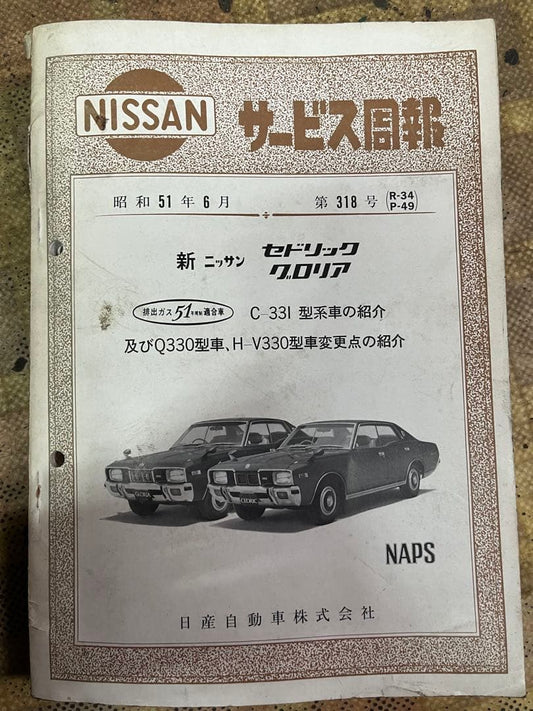 NISSAN サービス周報
昭和51年6月 第318号 (R-34 P-49)
新 ニッサン セドリック グロリア
排出ガス 51年規制 適合車 C-331 型系車の紹介
及びQ330型車、H-V330型車変更点の紹介
NAPS
日産自動車株式会社